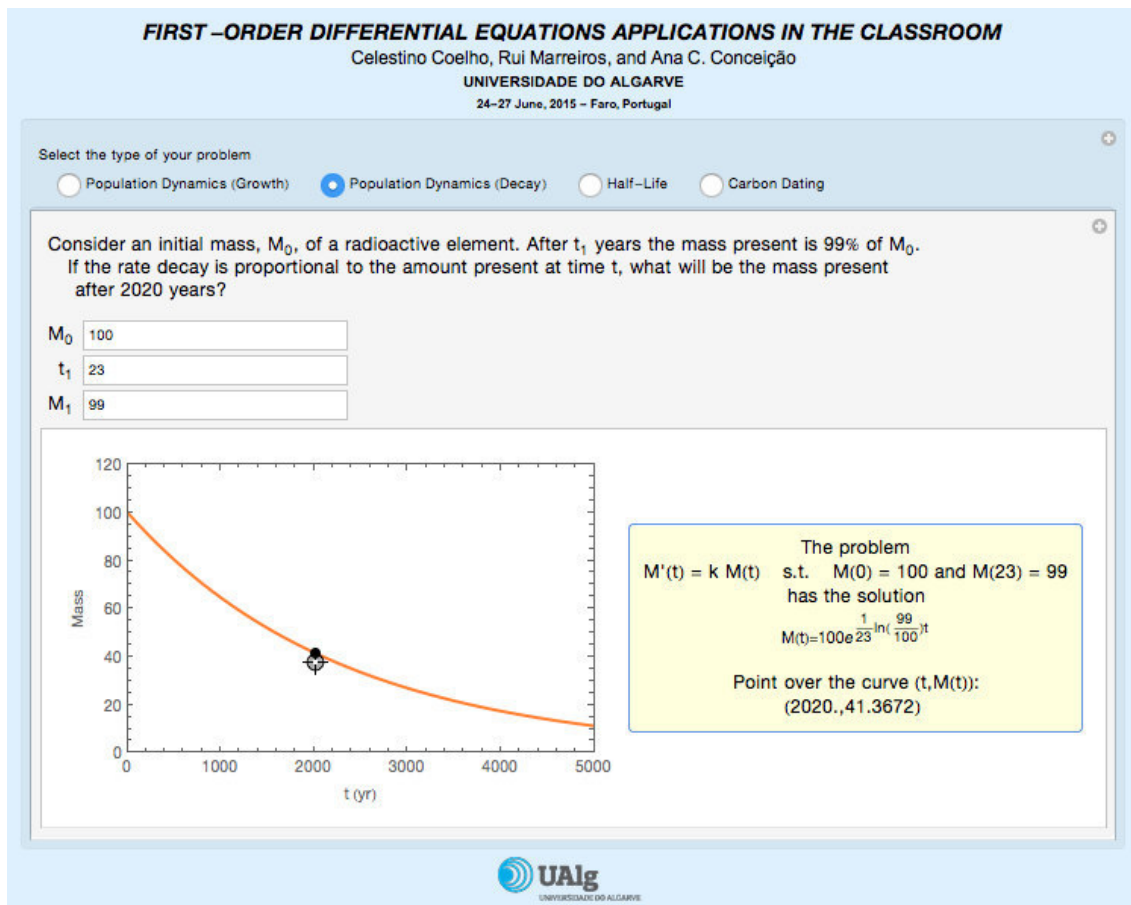 FIRST –ORDER DIFFERENTIAL EQUATIONS APPLICATIONS IN THE CLASSROOM
Celestino Coelho, Rui Marreiros, and Ana C. Conceição
UNIVERSIDADE DO ALGARVE
24–27 June, 2015 – Faro, Portugal
Select the type of your problem
Population Dynamics (Growth) Population Dynamics (Decay) Half–Life Carbon Dating
Consider an initial mass, M₀, of a radioactive element. After t₁ years the mass present is 99% of M₀.
If the rate decay is proportional to the amount present at time t, what will be the mass present
after 2020 years?
M₀ 100
t₁ 23
M₁ 99
120
100
80
60
40
20
0
Mass
0 1000 2000 3000 4000 5000
t (yr)
The problem
M'(t) = k M(t) s.t. M(0) = 100 and M(23) = 99
has the solution
M(t)=100e^(1/23 ln(99/100)t)
Point over the curve (t,M(t)):
(2020.,41.3672)
UAlg
UNIVERSIDADE DO ALGARVE